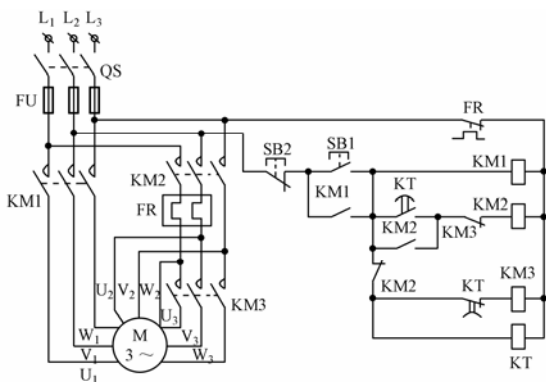 L1 L2 L3
QS
FU
FR
SB2 SB1
KM1
KM2
KM1
KT
KM2
KM1
FR
KM2
KM3
U2 V2 W2
KM2
KT
KM3
U3
KM3
W1
M
3 ~
V3
V1
W3
U1
KT